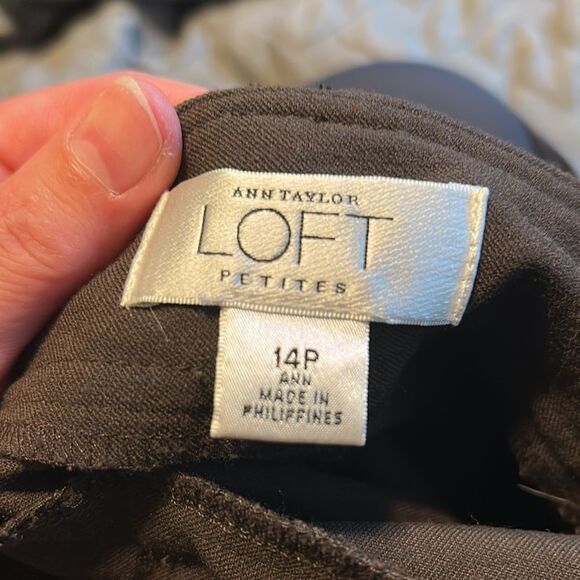 ANN TAYLOR
LOFT
PETITES
14P
ANN
MADE IN
PHILIPPINES